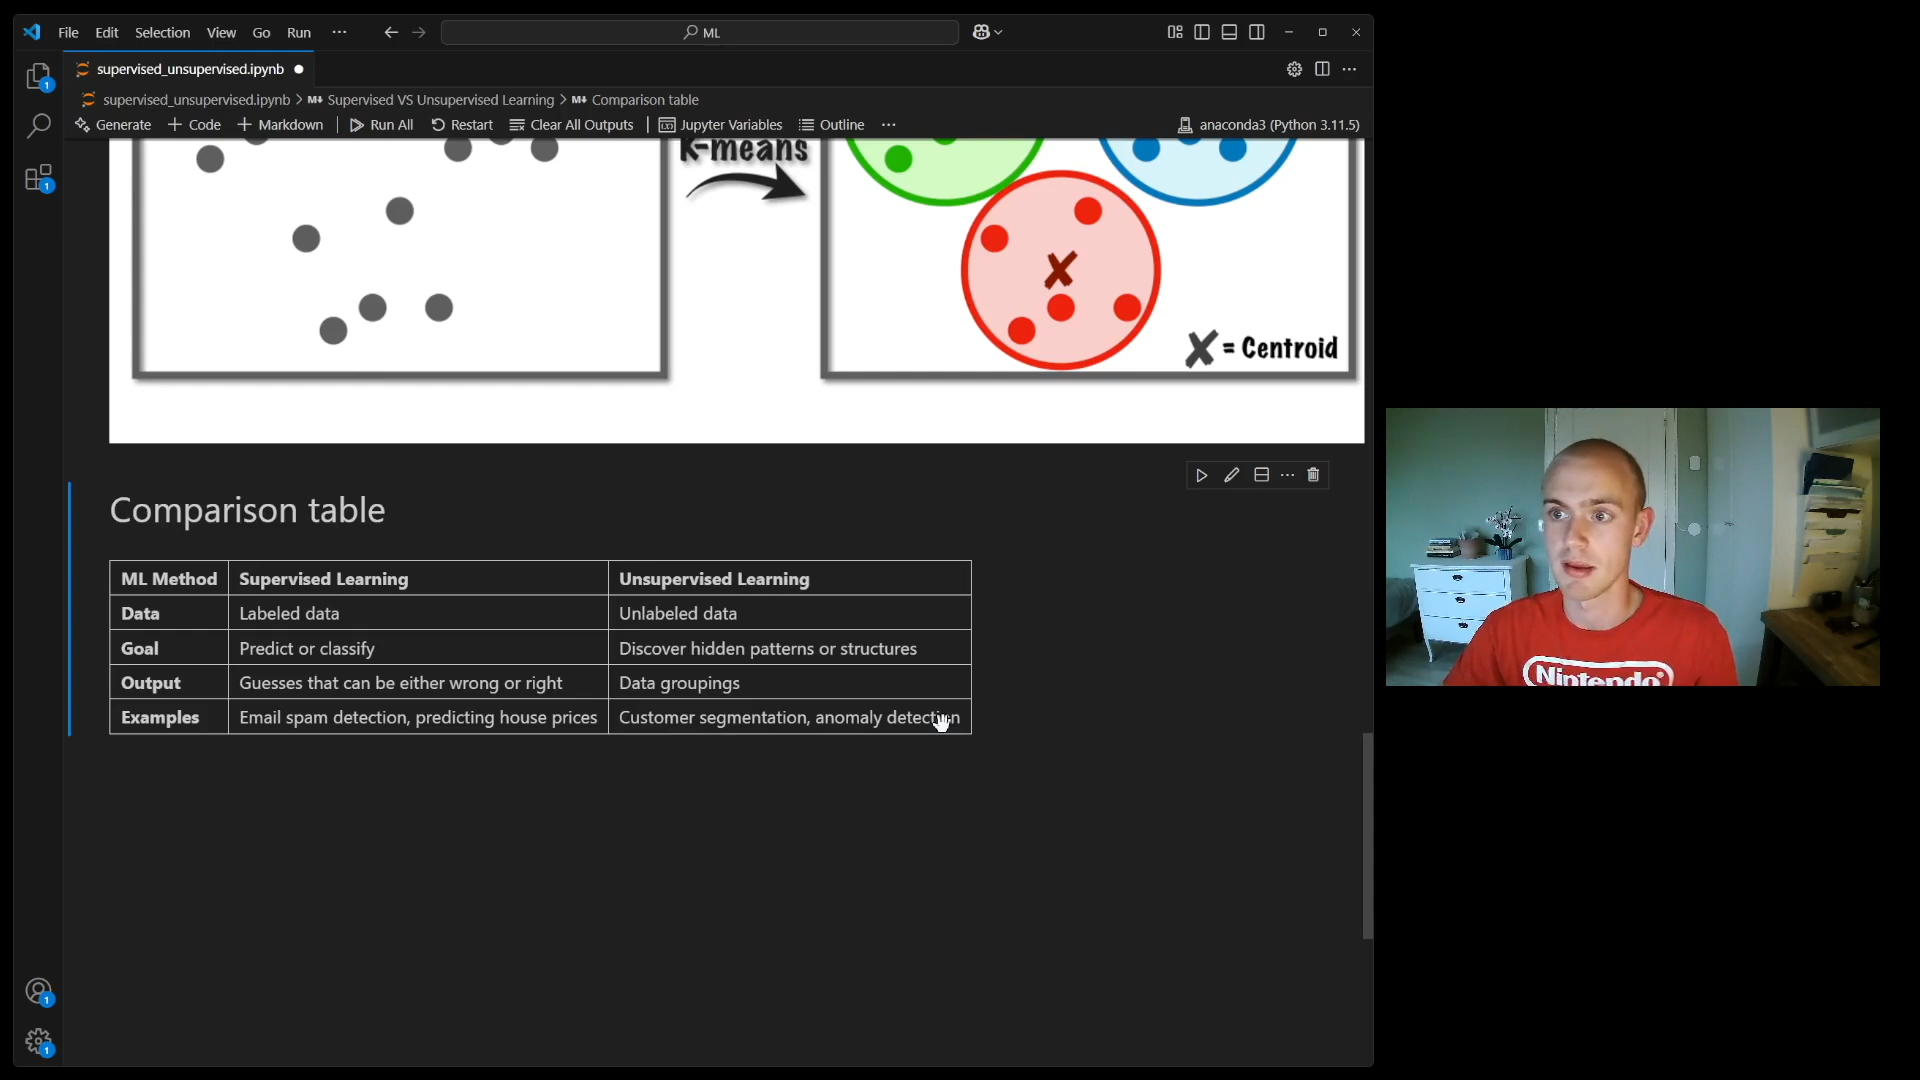 File Edit Selection View Go Run ··· ML
supervised_unsupervised.ipynb
supervised_unsupervised.ipynb > M↓ Supervised VS Unsupervised Learning > M↓ Comparison table
Generate + Code + Markdown Run All Restart Clear All Outputs Jupyter Variables Outline ··· anaconda3 (Python 3.11.5)
K-means
X = Centroid
Comparison table
ML Method Supervised Learning Unsupervised Learning
Data Labeled data Unlabeled data
Goal Predict or classify Discover hidden patterns or structures
Output Guesses that can be either wrong or right Data groupings
Examples Email spam detection, predicting house prices Customer segmentation, anomaly detection
Nintendo
1
1
1
1